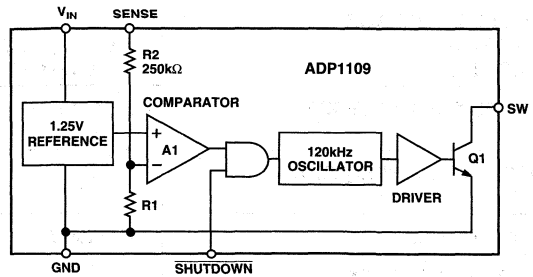 VIN SENSE
R2
250kΩ
ADP1109
COMPARATOR
1.25V
REFERENCE
+
A1
−
120kHz
OSCILLATOR
SW
Q1
DRIVER
R1
GND
SHUTDOWN